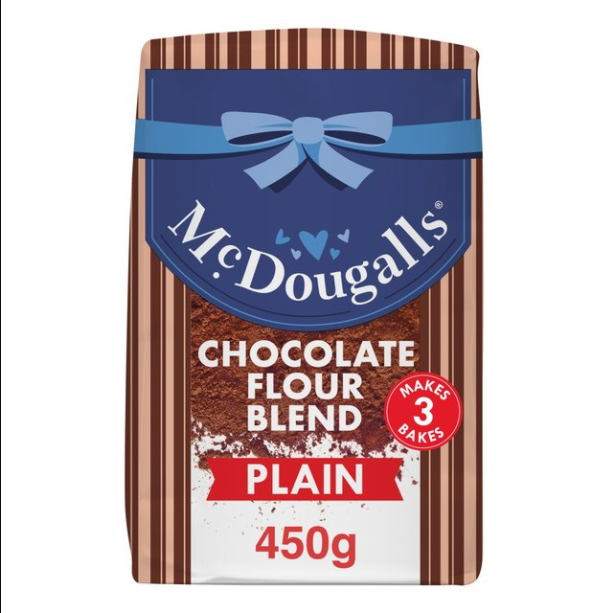 McDougalls®
CHOCOLATE
FLOUR
BLEND
MAKES
3
BAKES
PLAIN
450g